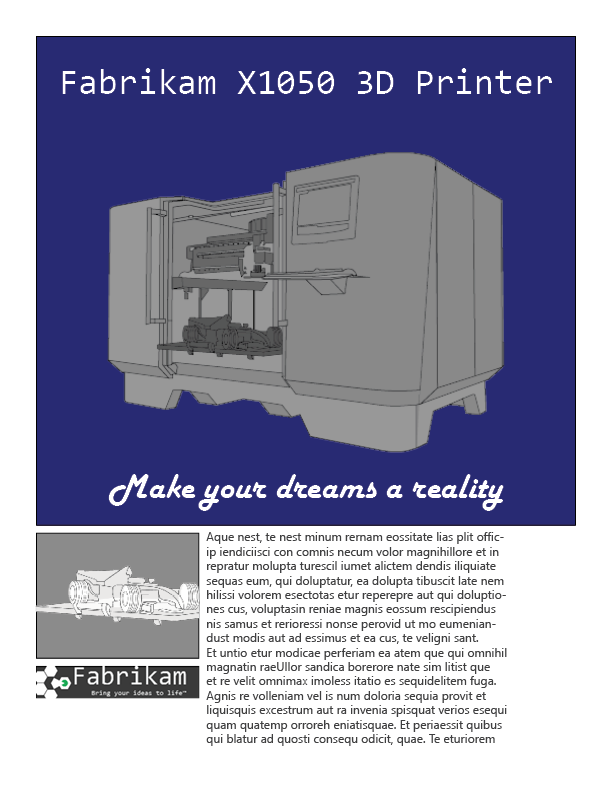 Fabrikam X1050 3D Printer
Make your dreams a reality
Aque nest, te nest minum rernam eossitate lias plit offic-
ip iendiciisci con comnis necum volor magnihillore et in
repratur molupta turescil iumet alictem dendis iliquiate
sequas eum, qui doluptatur, ea dolupta tibuscit late nem
hilissi volorem esectotas etur reperepre aut qui doluptio-
nes cus, voluptasin reniae magnis eossum rescipiendus
nis samus et rerioressi nonse perovid ut mo eumenian-
dust modis aut ad essimus et ea cus, te veligni sant.
Et untio etur modicae perferiam ea atem que qui omnihil
magnatin raeUllor sandica borerore nate sim litist que
et re velit omnimax imoless itatio es sequidelitem fuga.
Agnis re volleniam vel is num doloria sequia provit et
liquisquis excestrum aut ra invenia spisquat verios esequi
quam quatemp orroreh eniatisquae. Et periaessit quibus
qui blatur ad quosti consequ odicit, quae. Te eturiorem
Fabrikam
Bring your ideas to life™